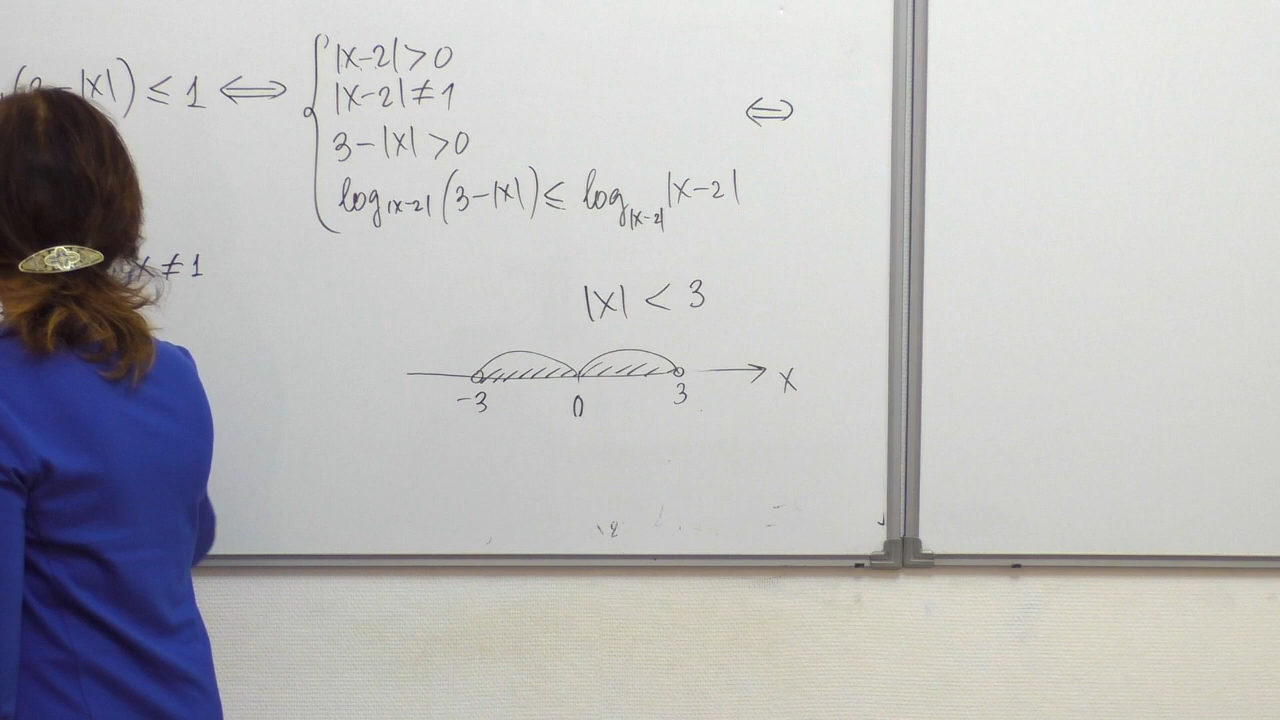 (3-|x|) ≤ 1 ⟺
|x-2| > 0
|x-2| ≠ 1
3-|x| > 0
log|x-2| (3-|x|) ≤ log|x-2| |x-2|
⟺
x ≠ 1
|x| < 3
-3 0 3 x